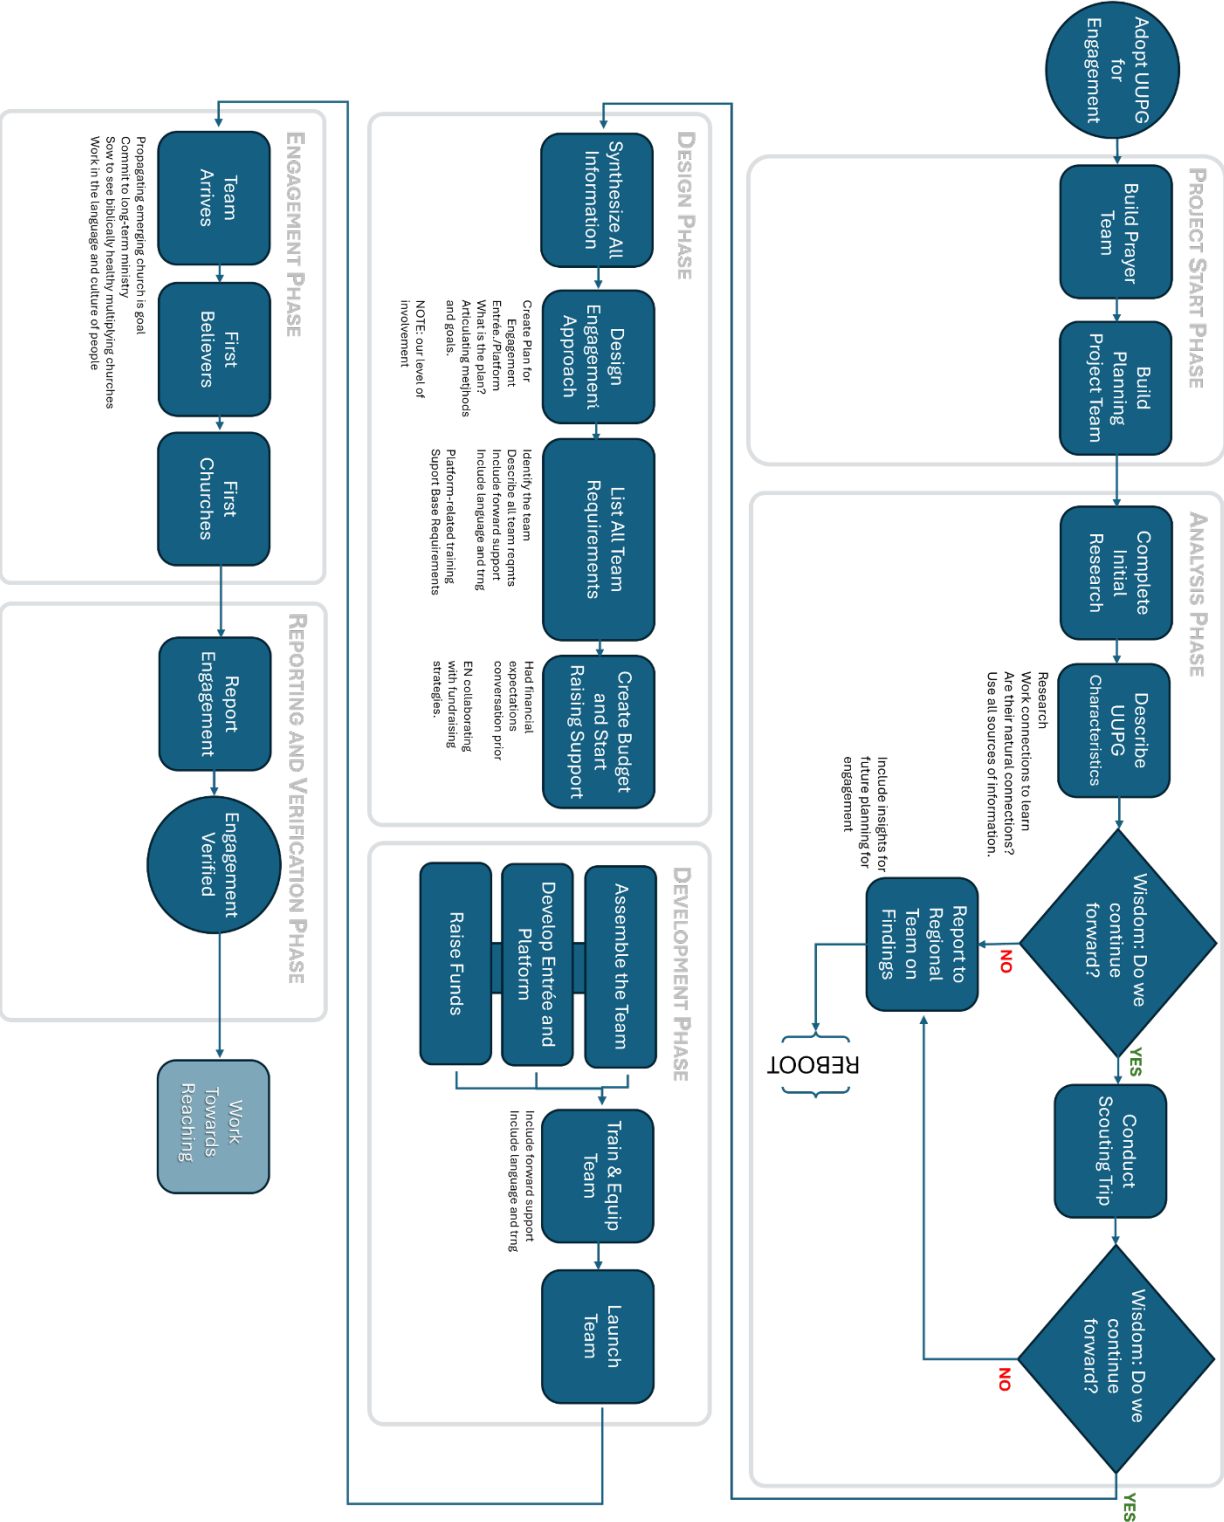 Adopt UUPG
for
Engagement
PROJECT START PHASE
Build Prayer
Team
Build
Planning
Project Team
ANALYSIS PHASE
Complete
Initial
Research
Describe
UUPG
Characteristics
Research
Work connections to learn
Are their natural connections?
Use all sources of information.
Wisdom: Do we
continue
forward?
NO
YES
Report to
Regional
Team on
Findings
Include insights for
future planning for
engagement
REBOOT
Conduct
Scouting Trip
Wisdom: Do we
continue
forward?
NO
YES
DESIGN PHASE
Synthesize All
Information
Design
Engagement
Approach
Create Plan for
Engagement
Entrée./Platform
What is the plan?
Articulating metjhods
and goals.
NOTE: our level of
involvement
List All Team
Requirements
Identify the team
Describe all team reqmts
Include forward support
Include language and trng
Platform-related training
Suport Base Requirements
Create Budget
and Start
Raising Support
Had financial
expectations
conversation prior
EN collaborating
with fundraising
strategies.
DEVELOPMENT PHASE
Assemble the Team
Develop Entrée and
Platform
Raise Funds
Train & Equip
Team
Include forward support
Include language and trng
Launch
Team
ENGAGEMENT PHASE
Team
Arrives
First
Believers
First
Churches
Propagating emerging church is goal
Commit to long-term ministry
Sow to see biblically healthy multiplying churches
Work in the language and culture of people
REPORTING AND VERIFICATION PHASE
Report
Engagement
Engagement
Verified
Work
Towards
Reaching